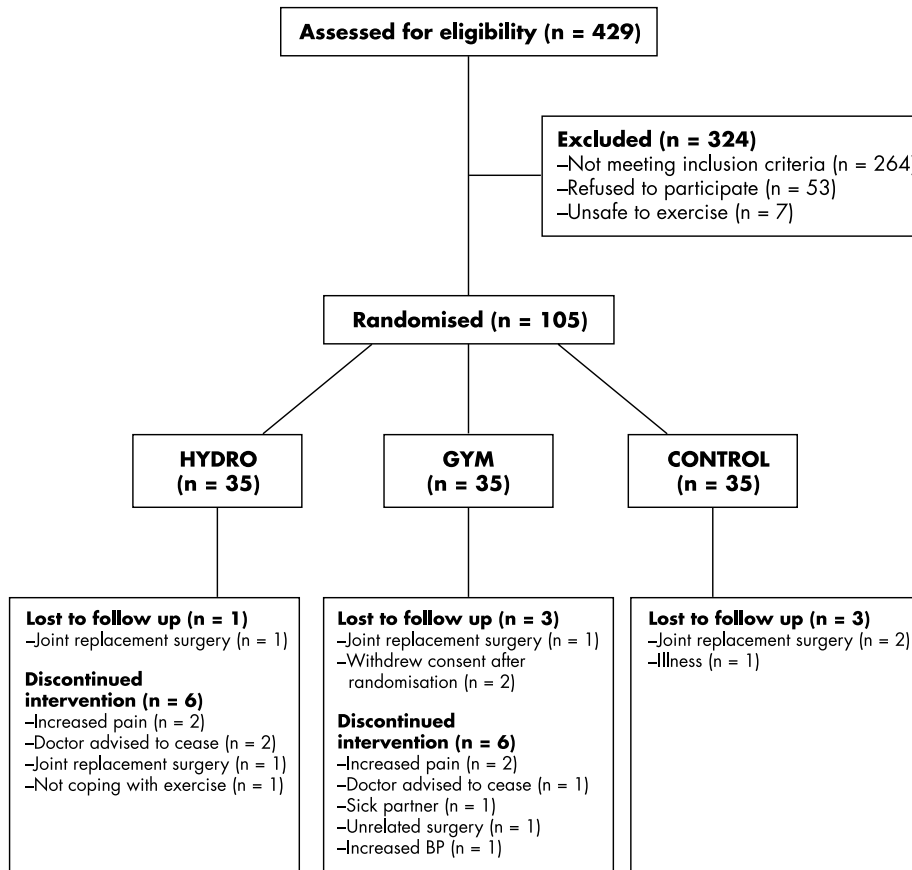 Assessed for eligibility (n = 429)
Excluded (n = 324)
–Not meeting inclusion criteria (n = 264)
–Refused to participate (n = 53)
–Unsafe to exercise (n = 7)
Randomised (n = 105)
HYDRO
(n = 35)
GYM
(n = 35)
CONTROL
(n = 35)
Lost to follow up (n = 1)
–Joint replacement surgery (n = 1)
Discontinued
intervention (n = 6)
–Increased pain (n = 2)
–Doctor advised to cease (n = 2)
–Joint replacement surgery (n = 1)
–Not coping with exercise (n = 1)
Lost to follow up (n = 3)
–Joint replacement surgery (n = 1)
–Withdrew consent after
randomisation (n = 2)
Discontinued
intervention (n = 6)
–Increased pain (n = 2)
–Doctor advised to cease (n = 1)
–Sick partner (n = 1)
–Unrelated surgery (n = 1)
–Increased BP (n = 1)
Lost to follow up (n = 3)
–Joint replacement surgery (n = 2)
–Illness (n = 1)